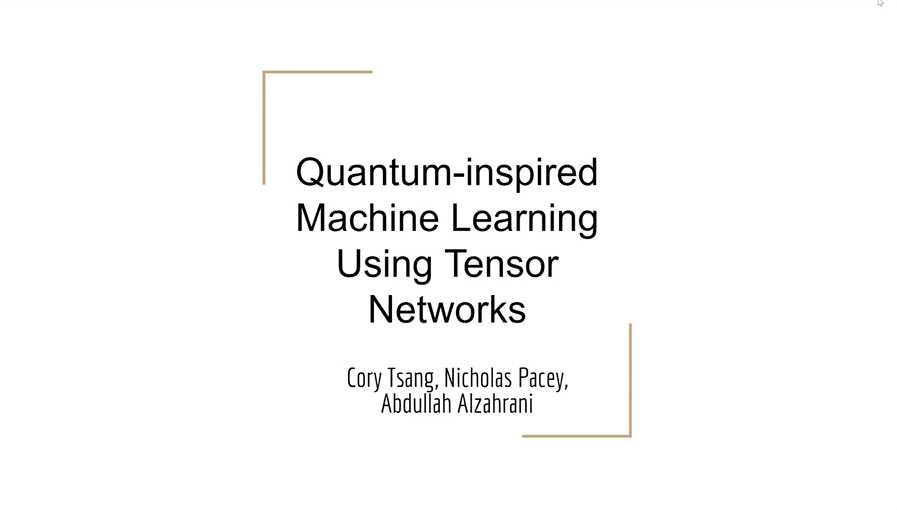 Quantum-inspired
Machine Learning
Using Tensor
Networks
Cory Tsang, Nicholas Pacey,
Abdullah Alzahrani